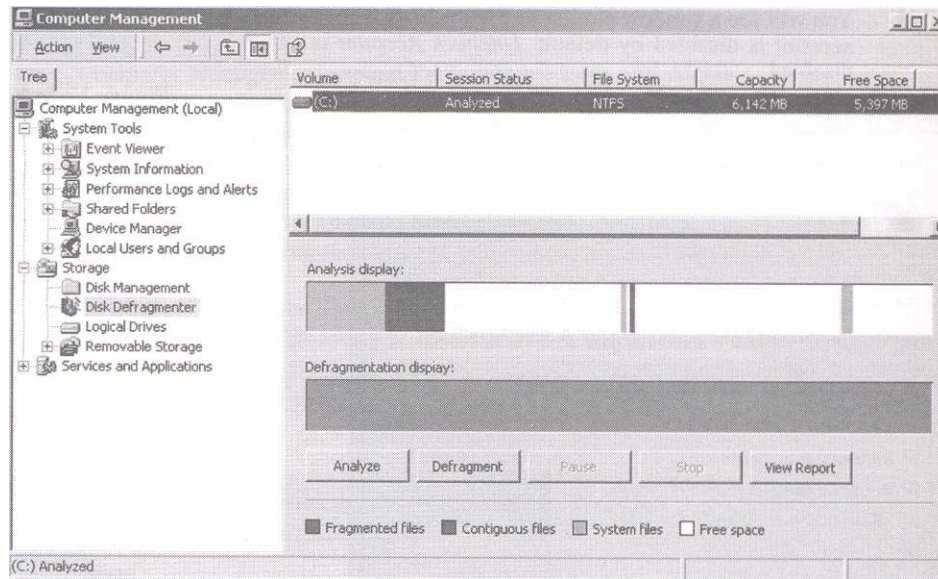 Computer Management
Action View
Tree
Volume Session Status File System Capacity Free Space
(C:) Analyzed NTFS 6,142 MB 5,397 MB
Computer Management (Local)
System Tools
Event Viewer
System Information
Performance Logs and Alerts
Shared Folders
Device Manager
Local Users and Groups
Storage
Disk Management
Disk Defragmenter
Logical Drives
Removable Storage
Services and Applications
Analysis display:
Defragmentation display:
Analyze Defragment Pause Stop View Report
Fragmented files Contiguous files System files Free space
(C:) Analyzed